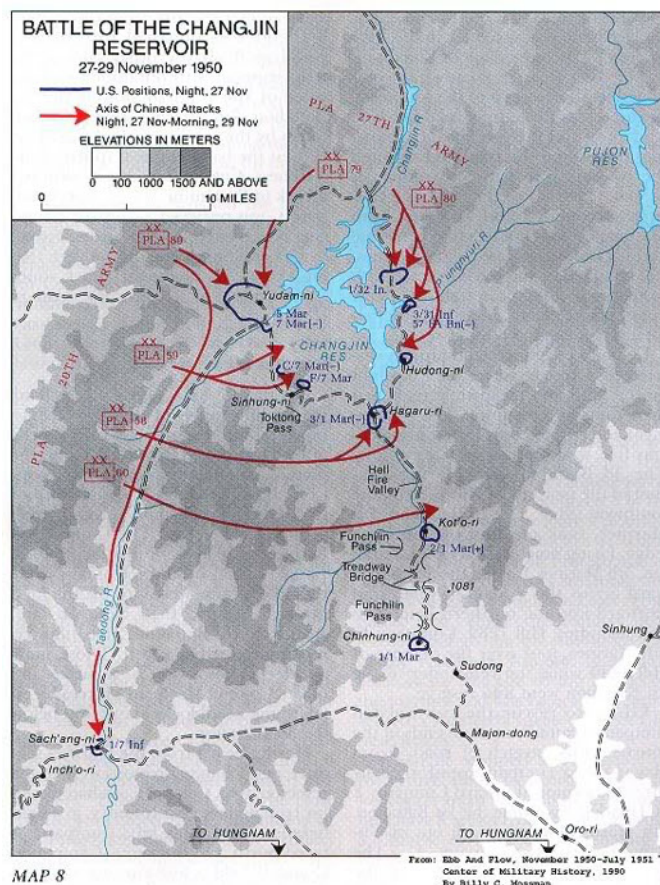 BATTLE OF THE CHANGJIN
RESERVOIR
27-29 November 1950
U.S. Positions, Night, 27 Nov
Axis of Chinese Attacks
Night, 27 Nov-Morning, 29 Nov
ELEVATIONS IN METERS
0 100 1000 1500 AND ABOVE
0 10 MILES
PLA 27TH ARMY
Changjin R
PUJON
RES
XX
PLA 79
XX
PLA 80
XX
PLA 80
ARMY
20TH
PLA
1/32 In.
Yudam-ni
5 Mar
7 Mar(-)
3/31 Inf
57 FA Bn(-)
CHANGJIN
RES
XX
PLA 59
C/7 Mar(-)
F/7 Mar
Hudong-ni
Sinhung-ni
Toktong
Pass
3/1 Mar(-)
Hagaru-ri
XX
PLA 58
XX
PLA 60
Hell
Fire
Valley
Kot'o-ri
Funchilin
Pass
2/1 Mar(+)
Treadway
Bridge
1081
Funchilin
Pass
Taedong R
Chinhung-ni
1/1 Mar
Sinhung
Sudong
Majon-dong
Sach'ang-ni
1/7 Inf
Inch'o-ri
Oro-ri
TO HUNGNAM
TO HUNGNAM
MAP 8
From: Ebb And Flow, November 1950-July 1951
Center of Military History, 1990
By Billy C. Mossman